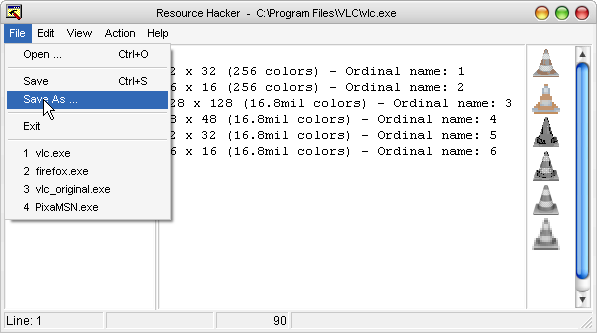 Resource Hacker - C:\Program Files\VLC\vlc.exe
File Edit View Action Help
Open ... Ctrl+O
Save Ctrl+S
Save As ...
Exit
1 vlc.exe
2 firefox.exe
3 vlc_original.exe
4 PixaMSN.exe
2 x 32 (256 colors) - Ordinal name: 1
6 x 16 (256 colors) - Ordinal name: 2
28 x 128 (16.8mil colors) - Ordinal name: 3
8 x 48 (16.8mil colors) - Ordinal name: 4
2 x 32 (16.8mil colors) - Ordinal name: 5
6 x 16 (16.8mil colors) - Ordinal name: 6
Line: 1 90